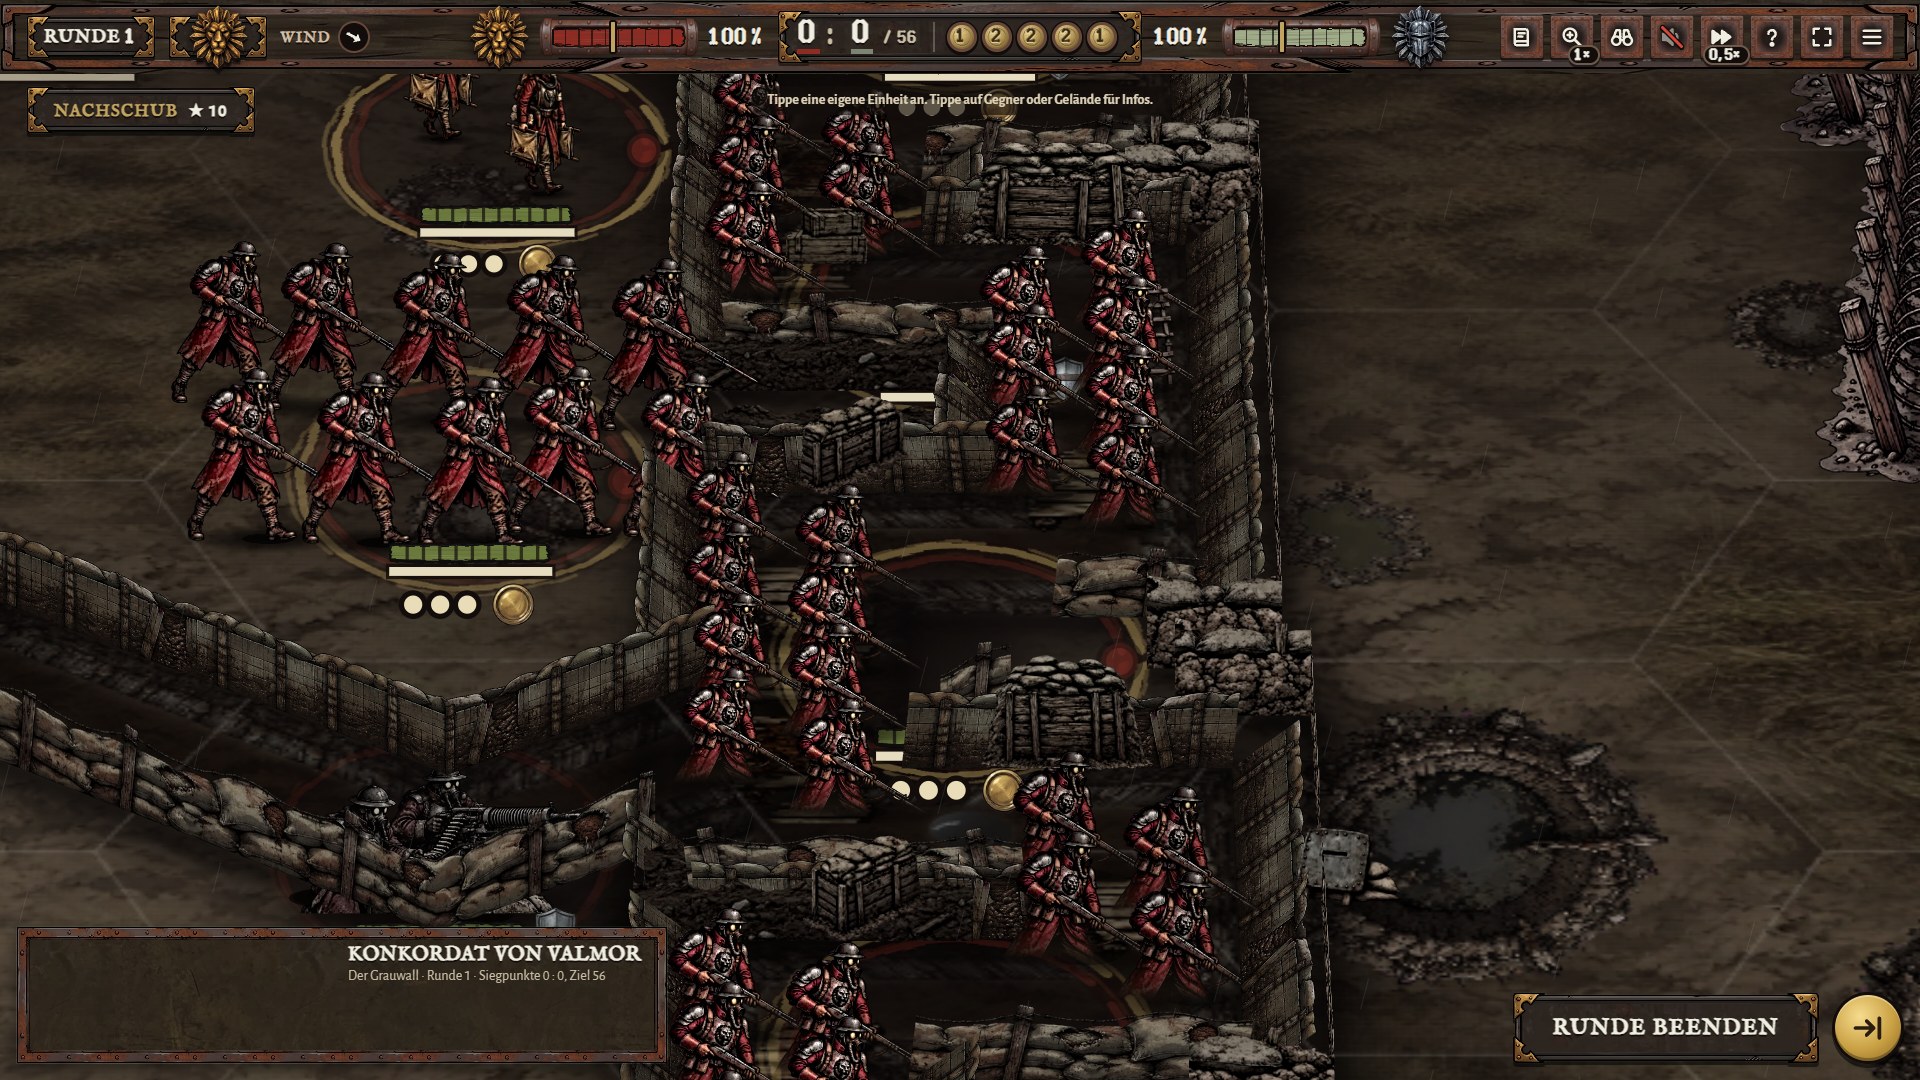 RUNDE 1
WIND
100 %
0 : 0 / 56
1 2 2 2 1
100 %
1×
0,5×
?
NACHSCHUB ★ 10
Tippe eine eigene Einheit an. Tippe auf Gegner oder Gelände für Infos.
KONKORDAT VON VALMOR
Der Grauwall · Runde 1 · Siegpunkte 0 : 0, Ziel 56
RUNDE BEENDEN